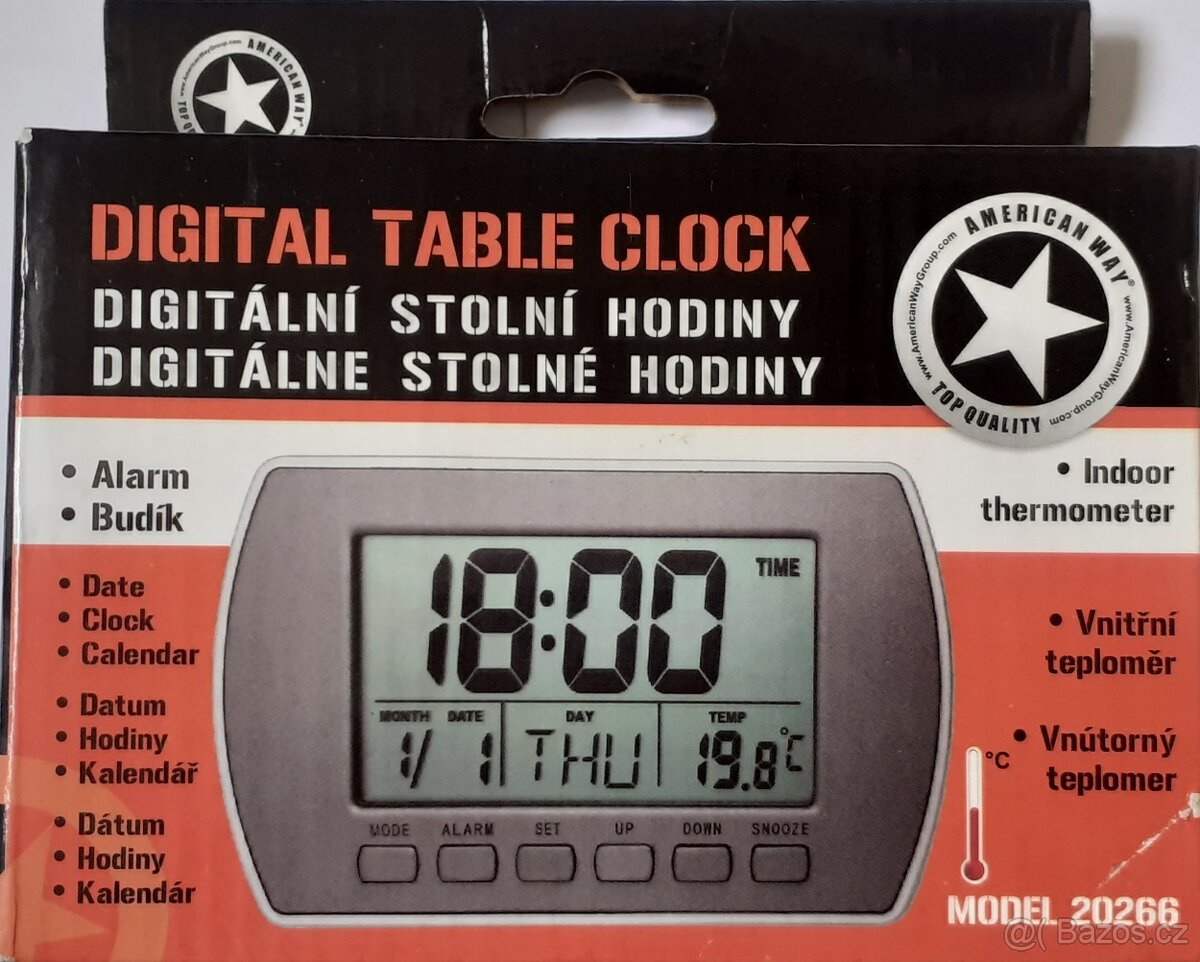 www.AmericanWayGroup.com
AMERICAN WAY
DIGITAL TABLE CLOCK
DIGITÁLNÍ STOLNÍ HODINY
DIGITÁLNE STOLNÉ HODINY
AMERICAN WAY®
www.AmericanWayGroup.com
www.AmericanWayGroup.com
TOP QUALITY
• Alarm
• Budík
• Date
• Clock
• Calendar
• Datum
• Hodiny
• Kalendář
• Dátum
• Hodiny
• Kalendár
• Indoor
thermometer
• Vnitřní
teploměr
• Vnútorný
teplomer
°C
18:00
TIME
MONTH DATE DAY TEMP
1/ 1 THU 19.8°C
MODE ALARM SET UP DOWN SNOOZE
MODEL 20266
@( Bazos.cz